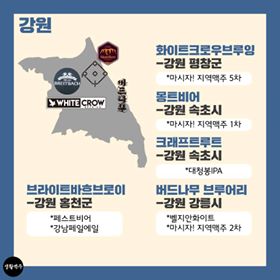 강원
화이트크로우브루잉
-강원 평창군
*마시자! 지역맥주 5차
몽트비어
-강원 속초시
*마시자! 지역맥주 1차
크래프트루트
-강원 속초시
*대청봉IPA
버드나무 브루어리
-강원 강릉시
*벨지안화이트
*마시자! 지역맥주 2차
브라이트바흐브로이
-강원 홍천군
*페스트비어
*강남페일에일
BREITBACH
WHITE CROW
버드나무
생활맥주